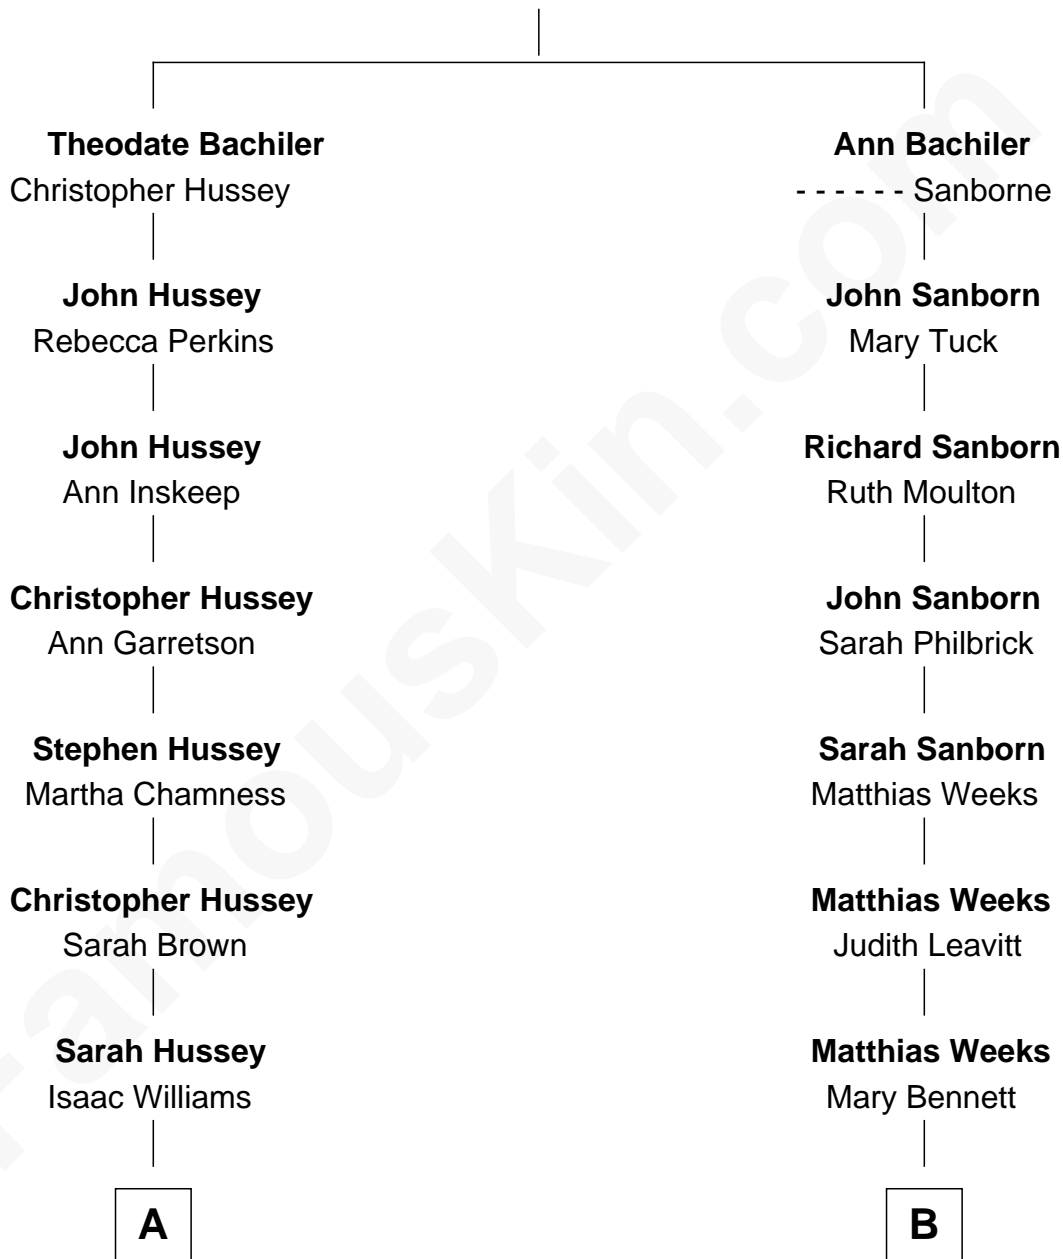 Theodate Bachiler
Christopher Hussey
John Hussey
Rebecca Perkins
John Hussey
Ann Inskeep
Christopher Hussey
Ann Garretson
Stephen Hussey
Martha Chamness
Christopher Hussey
Sarah Brown
Sarah Hussey
Isaac Williams
A
Ann Bachiler
- - - - - - Sanborne
John Sanborn
Mary Tuck
Richard Sanborn
Ruth Moulton
John Sanborn
Sarah Philbrick
Sarah Sanborn
Matthias Weeks
Matthias Weeks
Judith Leavitt
Matthias Weeks
Mary Bennett
B
FamousKin.com